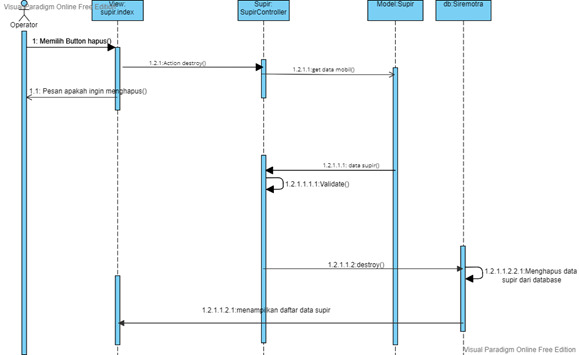 Visual Paradigm Online Free Edition
Operator
View:
supir.index
Supir:
SupirController
Model:Supir
db:Siremotra
1: Memilih Button hapus()
1.2.1:Action destroy()
1.2.1.1:get data mobil()
1.1: Pesan apakah ingin menghapus()
1.2.1.1.1: data supir()
1.2.1.1.1.1:Validate()
1.2.1.1.2:destroy()
1.2.1.1.2.2.1:Menghapus data
supir dari database
1.2.1.1.2.1:menampilkan daftar data supir
Visual Paradigm Online Free Edition